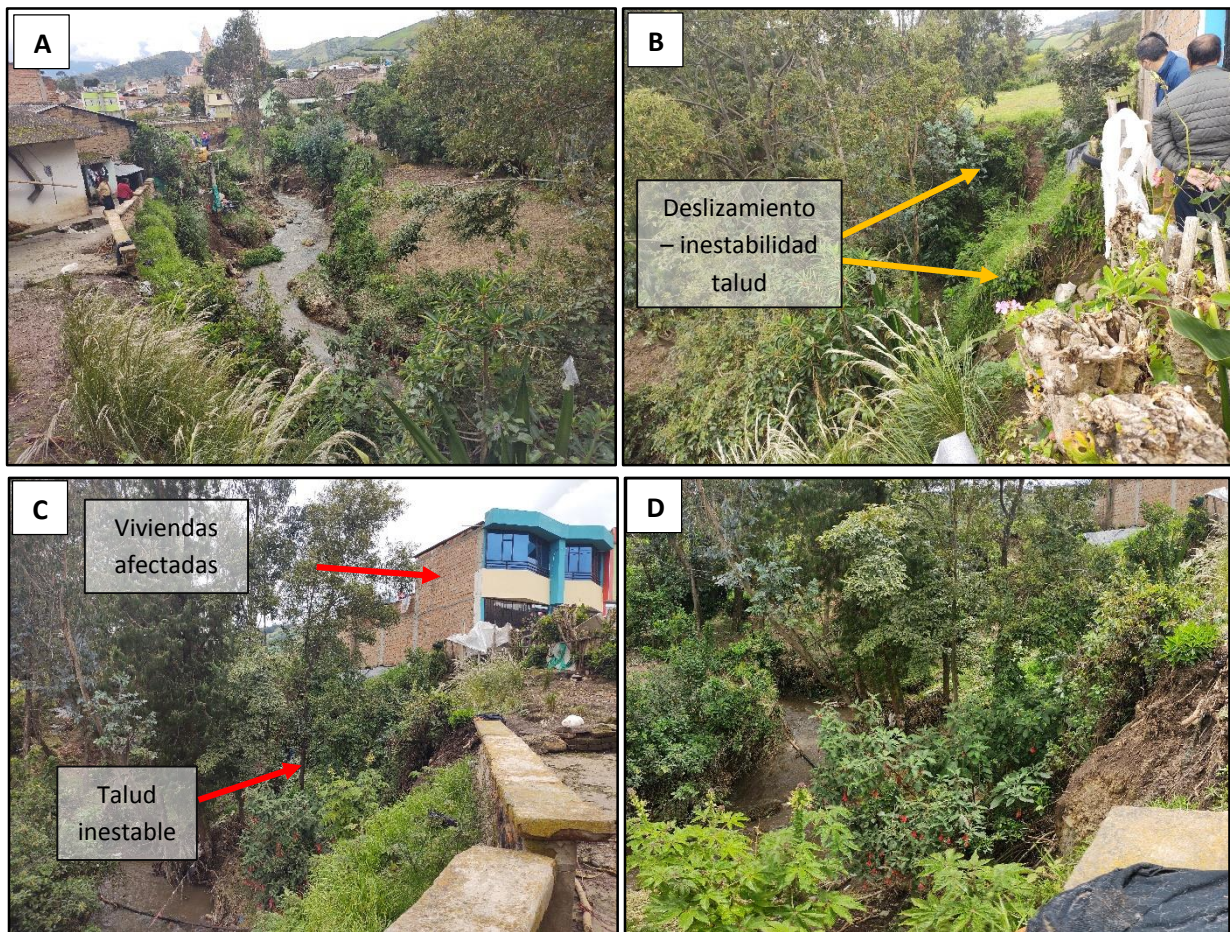 A
B
Deslizamiento
– inestabilidad
talud
C
Viviendas
afectadas
Talud
inestable
D